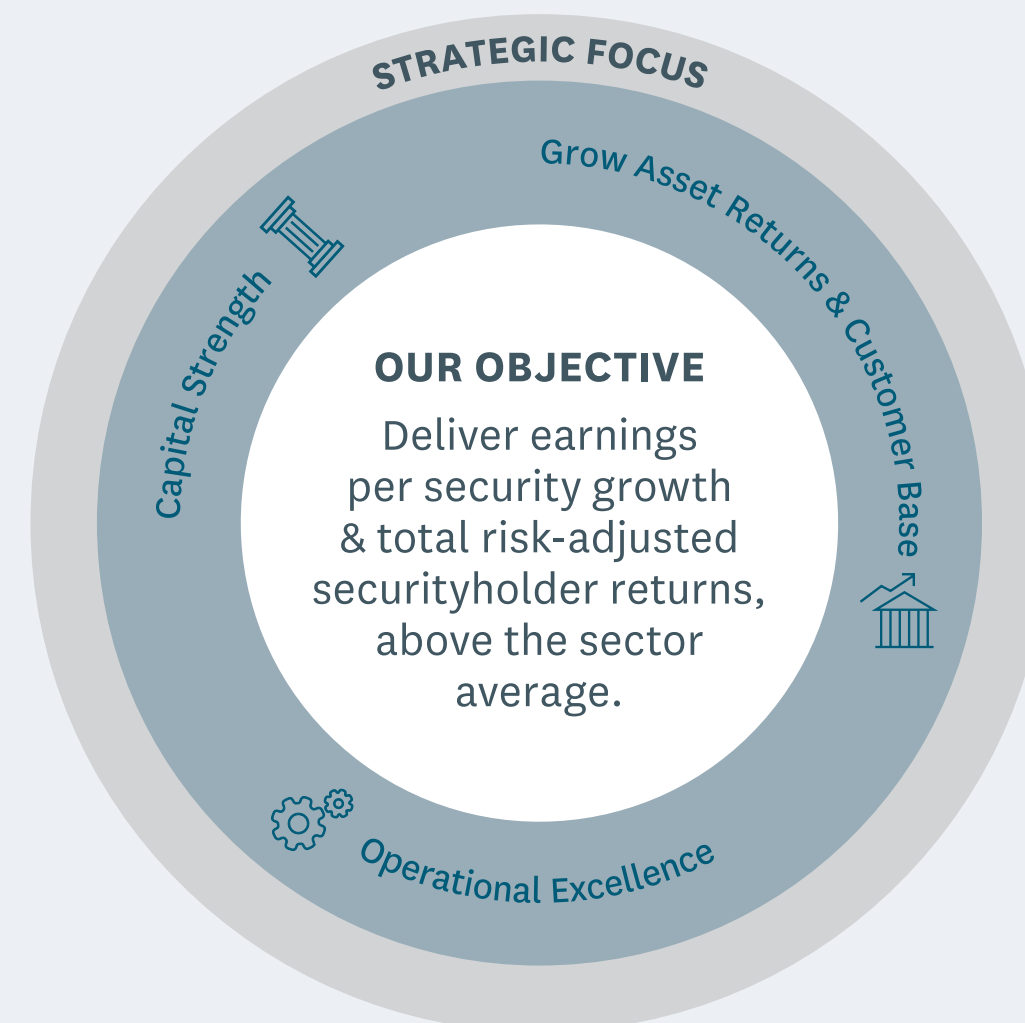 STRATEGIC FOCUS
Grow Asset Returns & Customer Base
Capital Strength
OUR OBJECTIVE
Deliver earnings
per security growth
& total risk-adjusted
securityholder returns,
above the sector
average.
Operational Excellence